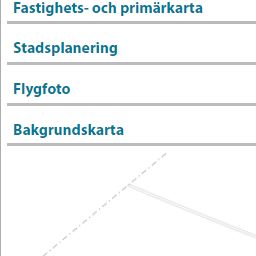 Fastighets- och primärkarta
Stadsplanering
Flygfoto
Bakgrundskarta